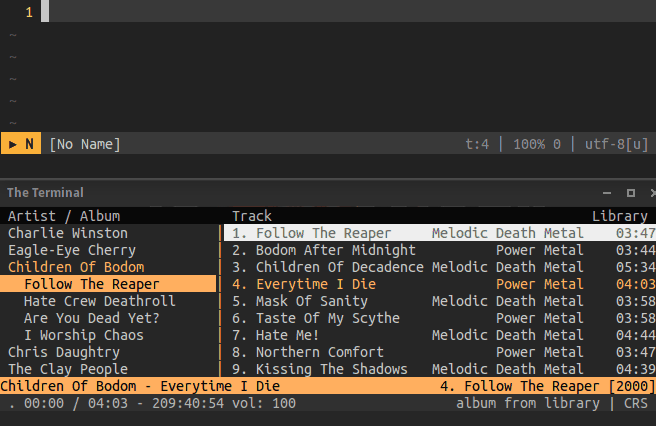 1
~
~
~
~
~
▶ N [No Name] t:4 | 100% 0 | utf-8[u]
The Terminal
Artist / Album Track Library
Charlie Winston 1. Follow The Reaper Melodic Death Metal 03:47
Eagle-Eye Cherry 2. Bodom After Midnight Power Metal 03:44
Children Of Bodom 3. Children Of Decadence Melodic Death Metal 05:34
Follow The Reaper 4. Everytime I Die Power Metal 04:03
Hate Crew Deathroll 5. Mask Of Sanity Melodic Death Metal 03:58
Are You Dead Yet? 6. Taste Of My Scythe Power Metal 03:58
I Worship Chaos 7. Hate Me! Melodic Death Metal 04:44
Chris Daughtry 8. Northern Comfort Power Metal 03:47
The Clay People 9. Kissing The Shadows Melodic Death Metal 04:39
Children Of Bodom - Everytime I Die 4. Follow The Reaper [2000]
. 00:00 / 04:03 - 209:40:54 vol: 100 album from library | CRS